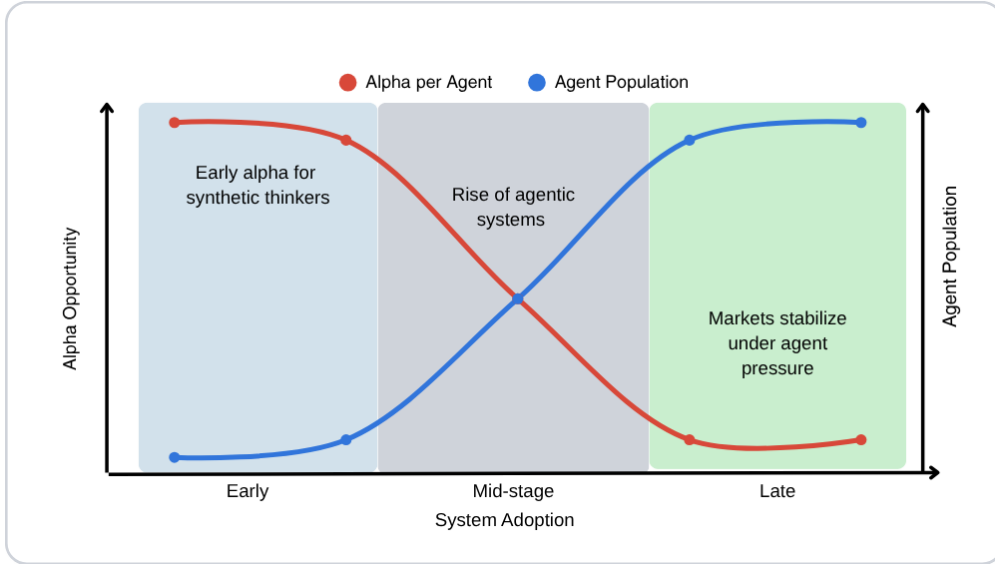 Alpha per Agent
Agent Population
Early alpha for
synthetic thinkers
Rise of agentic
systems
Markets stabilize
under agent
pressure
Alpha Opportunity
Agent Population
Early
Mid-stage
Late
System Adoption